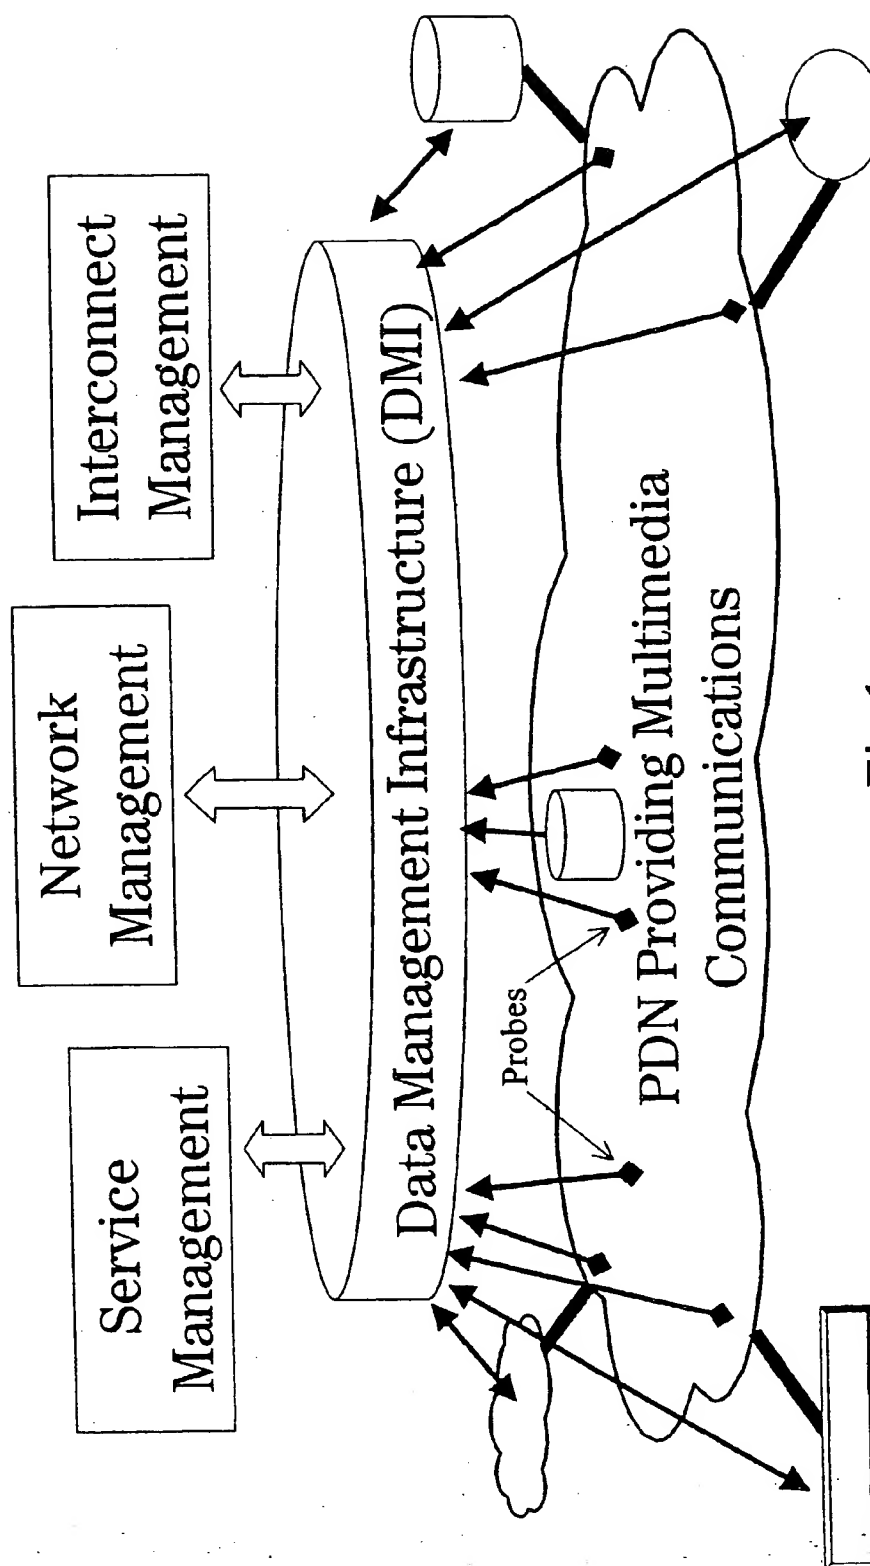 Service
Management
Network
Management
Interconnect
Management
Data Management Infrastructure (DMI)
Probes
PDN Providing Multimedia
Communications